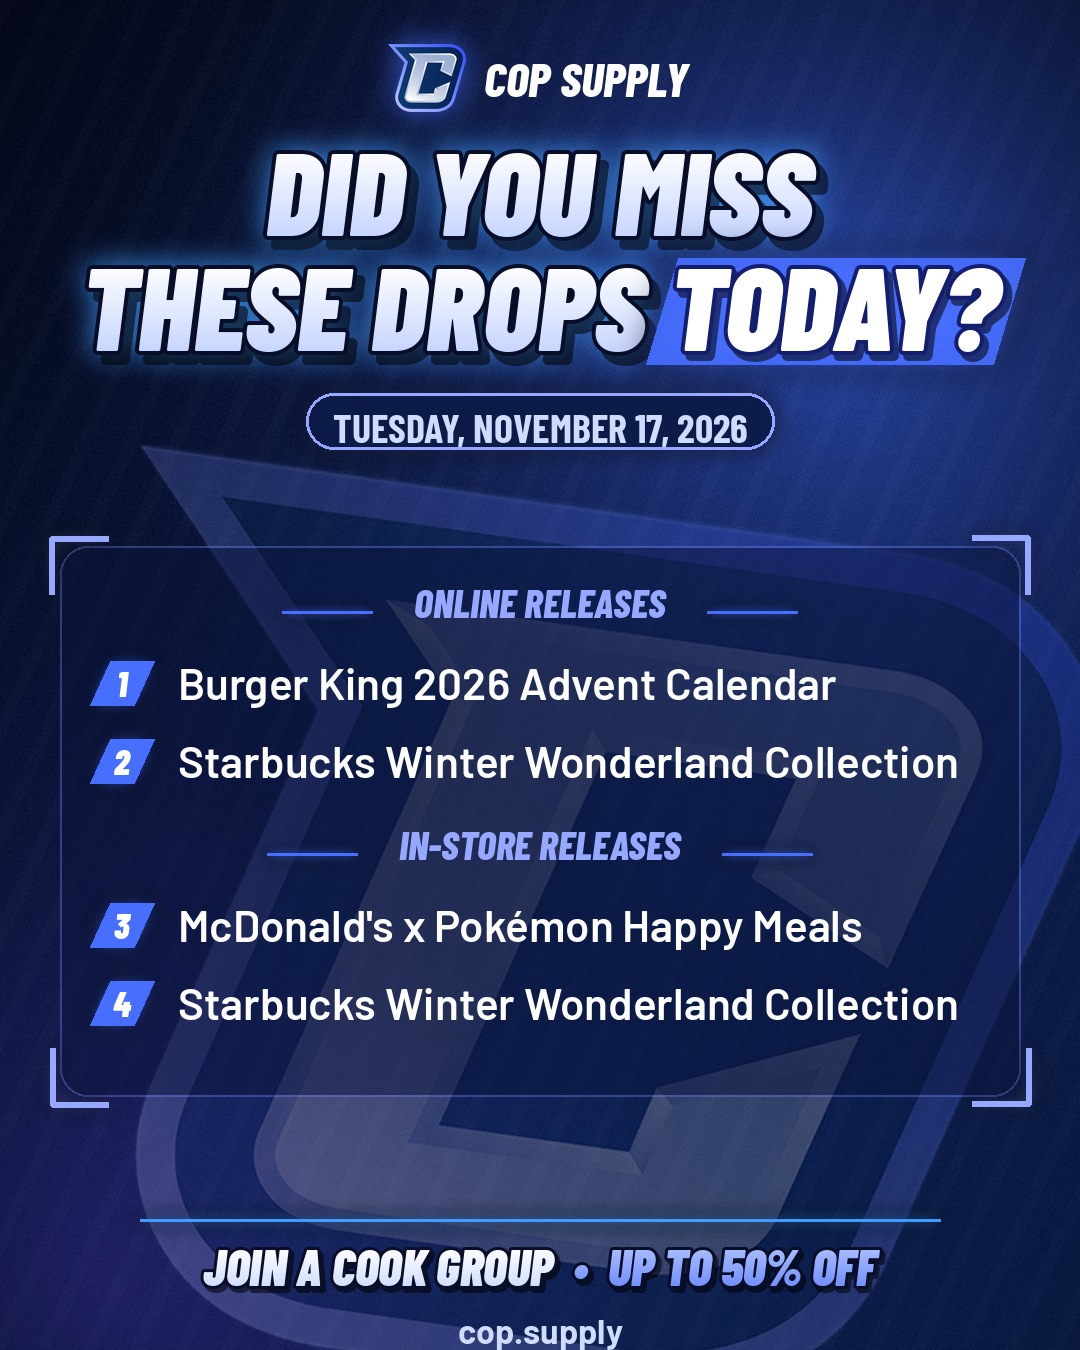 COP SUPPLY
DID YOU MISS
THESE DROPS TODAY?
TUESDAY, NOVEMBER 17, 2026
ONLINE RELEASES
1 Burger King 2026 Advent Calendar
2 Starbucks Winter Wonderland Collection
IN-STORE RELEASES
3 McDonald's x Pokémon Happy Meals
4 Starbucks Winter Wonderland Collection
JOIN A COOK GROUP • UP TO 50% OFF
cop.supply